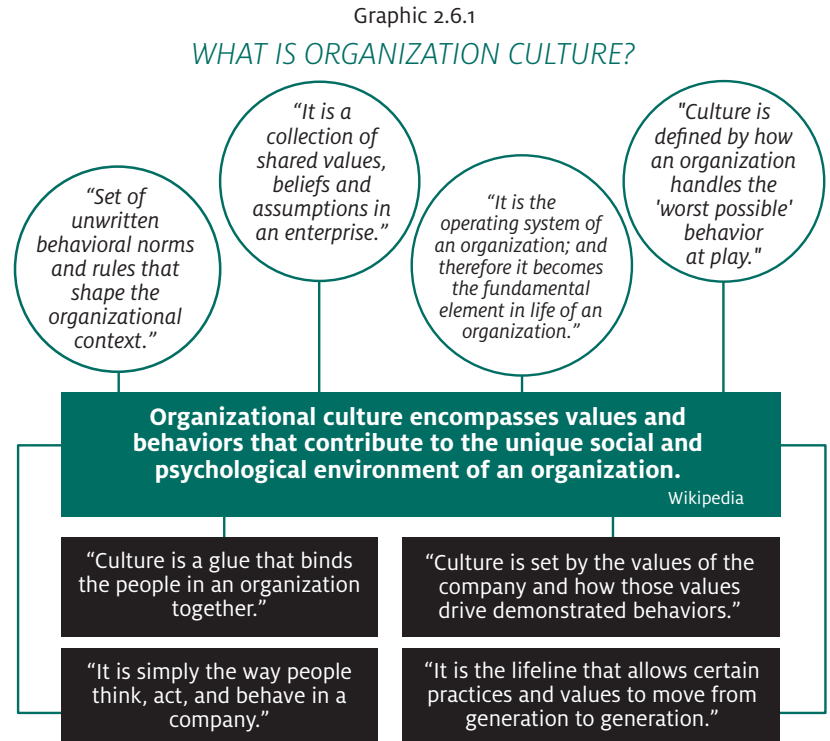 Graphic 2.6.1
WHAT IS ORGANIZATION CULTURE?
“Set of
unwritten
behavioral norms
and rules that
shape the
organizational
context.”
“It is a
collection of
shared values,
beliefs and
assumptions in
an enterprise.”
“It is the
operating system of
an organization; and
therefore it becomes
the fundamental
element in life of an
organization.”
"Culture is
defined by how
an organization
handles the
'worst possible'
behavior
at play."
Organizational culture encompasses values and
behaviors that contribute to the unique social and
psychological environment of an organization.
Wikipedia
“Culture is a glue that binds
the people in an organization
together.”
“Culture is set by the values of the
company and how those values
drive demonstrated behaviors.”
“It is simply the way people
think, act, and behave in a
company.”
“It is the lifeline that allows certain
practices and values to move from
generation to generation.”